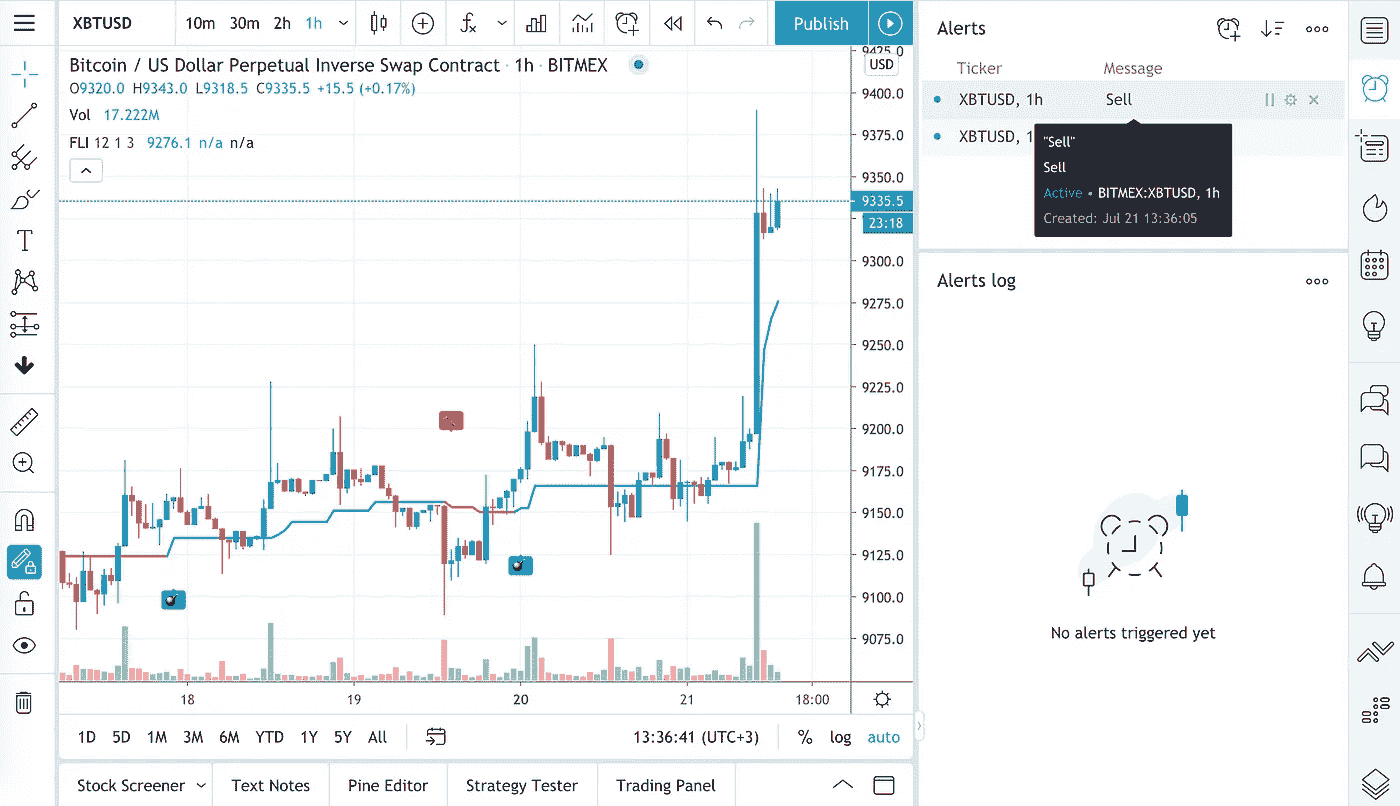 XBTUSD 10m 30m 2h 1h Publish
Bitcoin / US Dollar Perpetual Inverse Swap Contract · 1h · BITMEX
O9320.0 H9343.0 L9318.5 C9335.5 +15.5 (+0.17%)
Vol 17.222M
FLI 12 1 3 9276.1 n/a n/a
9425.0
USD
9400.0
9375.0
9350.0
9335.5
23:18
9300.0
9275.0
9250.0
9225.0
9200.0
9175.0
9150.0
9125.0
9100.0
9075.0
18 19 20 21 18:00
1D 5D 1M 3M 6M YTD 1Y 5Y All 13:36:41 (UTC+3) % log auto
Stock Screener Text Notes Pine Editor Strategy Tester Trading Panel
Alerts
Ticker Message
XBTUSD, 1h Sell
XBTUSD, 1
"Sell"
Sell
Active • BITMEX:XBTUSD, 1h
Created: Jul 21 13:36:05
Alerts log
No alerts triggered yet